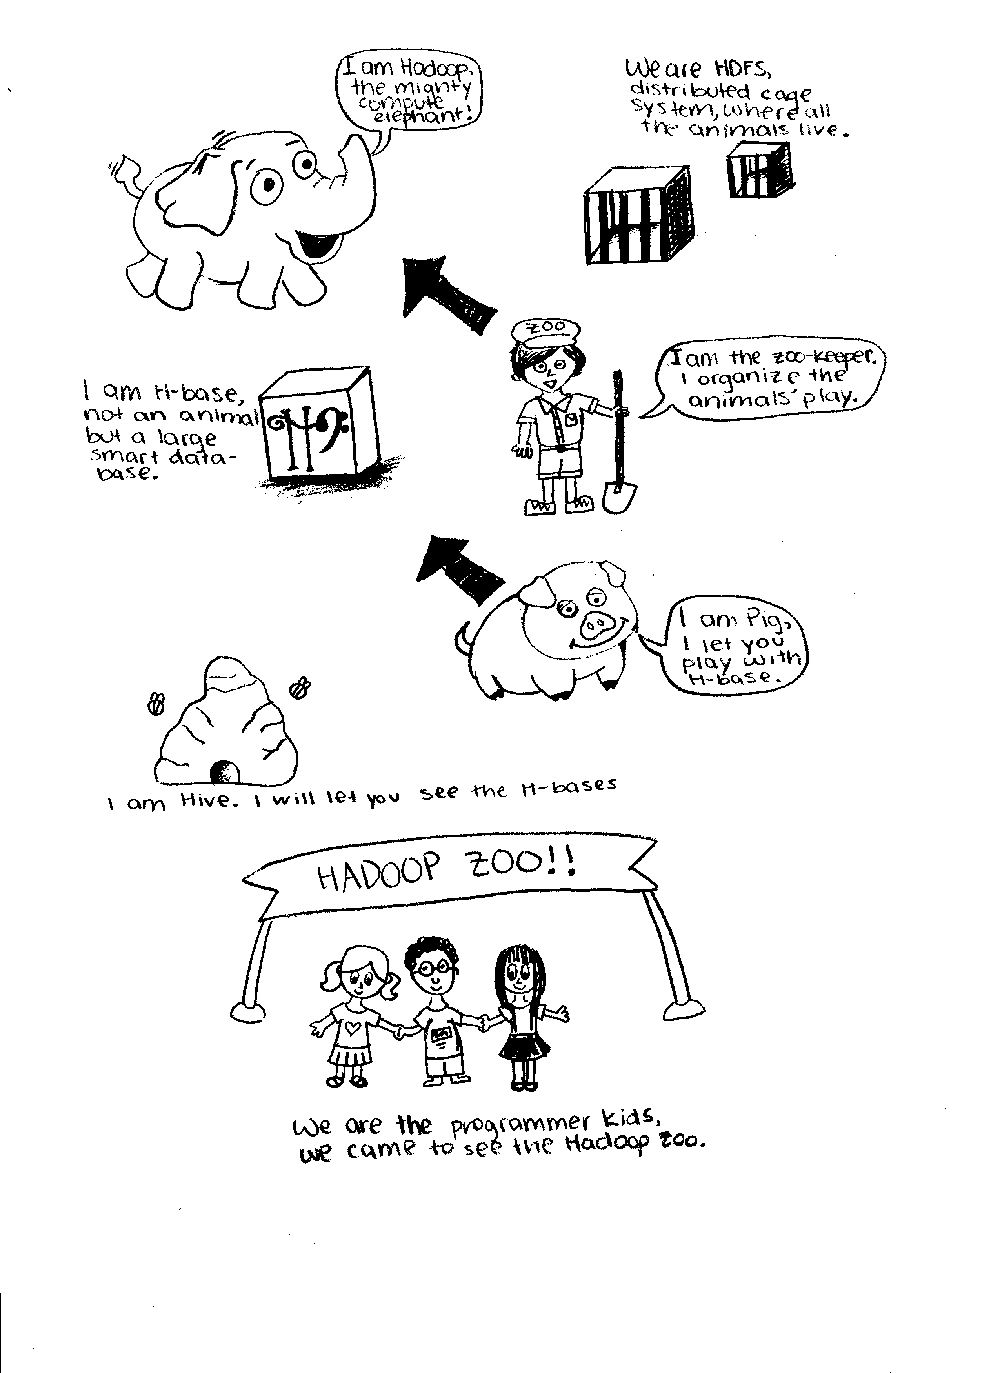 I am Hadoop,
the mighty
compute
elephant!
We are HDFS,
distributed cage
system, where all
the animals live.
ZOO
I am the zoo-keeper.
I organize the
animals' play.
I am H-base,
not an animal
but a large
smart data-
base.
H
I am Pig,
I let you
play with
H-base.
I am Hive. I will let you see the H-bases
HADOOP ZOO!!
We are the programmer kids,
we came to see the Hadoop zoo.